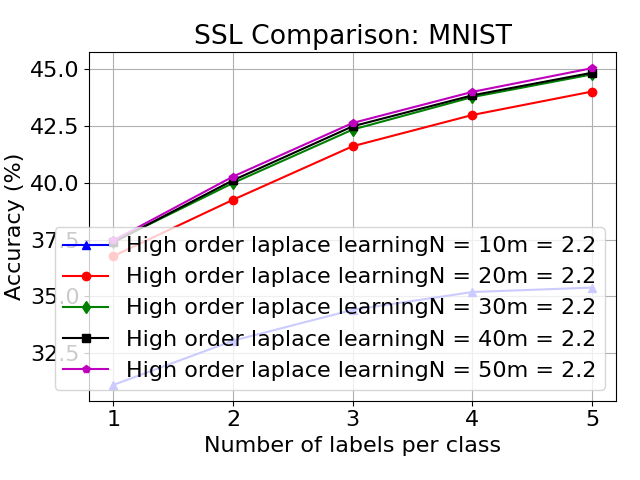 SSL Comparison: MNIST
Accuracy (%)
45.0
42.5
40.0
37.5
35.0
32.5
High order laplace learningN = 10m = 2.2
High order laplace learningN = 20m = 2.2
High order laplace learningN = 30m = 2.2
High order laplace learningN = 40m = 2.2
High order laplace learningN = 50m = 2.2
1 2 3 4 5
Number of labels per class